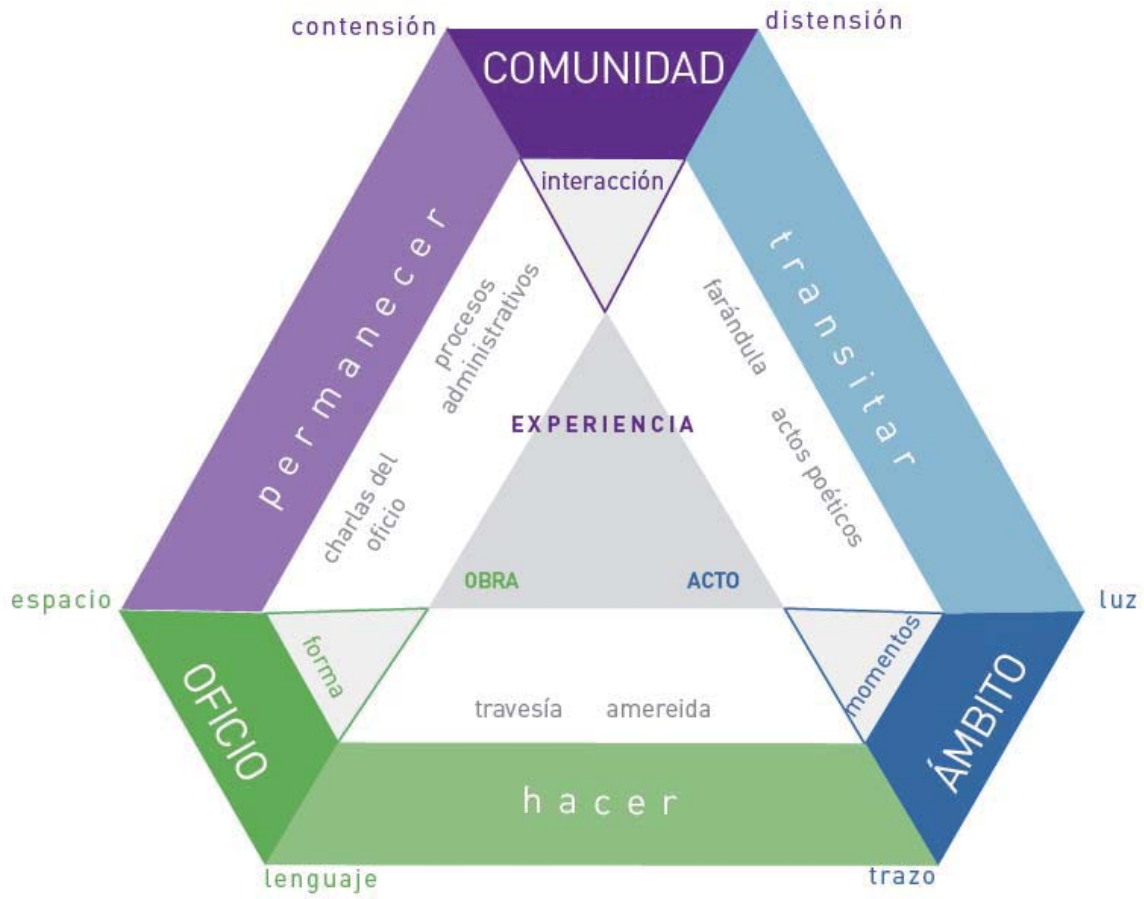 contensión
distensión
COMUNIDAD
interacción
permanecer
transitar
procesos
administrativos
farándula
EXPERIENCIA
actos poéticos
charlas del
oficio
OBRA
ACTO
espacio
luz
forma
momentos
OFICIO
ÁMBITO
travesía
amereida
hacer
lenguaje
trazo